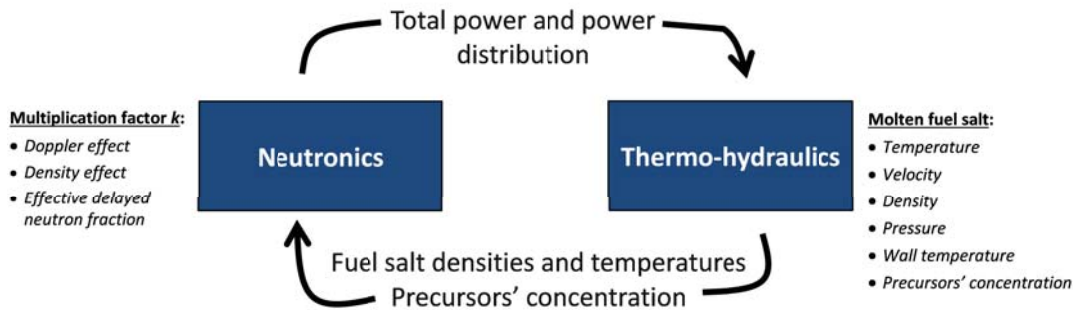 Total power and power
distribution
Multiplication factor k:
• Doppler effect
• Density effect
• Effective delayed
neutron fraction
Neutronics
Thermo-hydraulics
Molten fuel salt:
• Temperature
• Velocity
• Density
• Pressure
• Wall temperature
• Precursors' concentration
Fuel salt densities and temperatures
Precursors' concentration